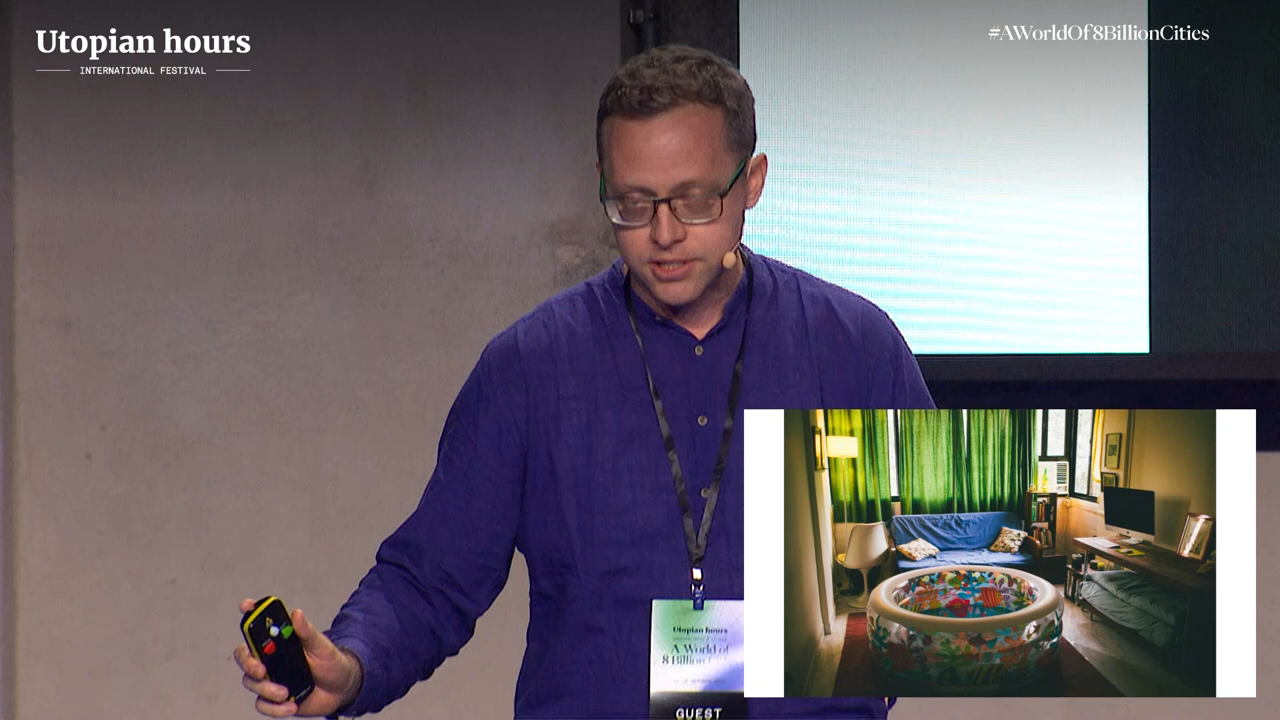 Utopian hours
INTERNATIONAL FESTIVAL
#AWorldOf8BillionCities
Utopian hours
A World of
8 Billion
GUEST